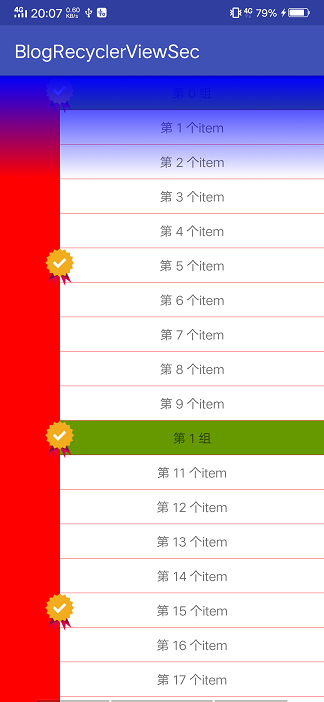 4G 20:07 0.60 KB/s 4G 79%
BlogRecyclerViewSec
第 0 组
第 1 个item
第 2 个item
第 3 个item
第 4 个item
第 5 个item
第 6 个item
第 7 个item
第 8 个item
第 9 个item
第 1 组
第 11 个item
第 12 个item
第 13 个item
第 14 个item
第 15 个item
第 16 个item
第 17 个item